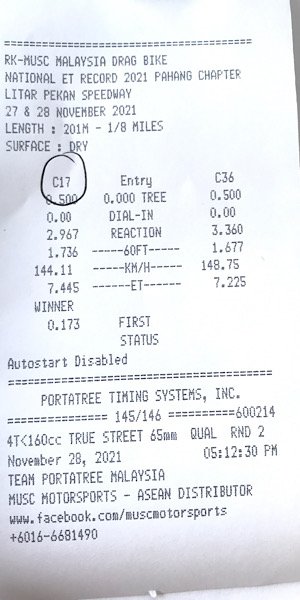 ========================================
RK-MUSC MALAYSIA DRAG BIKE
NATIONAL ET RECORD 2021 PAHANG CHAPTER
LITAR PEKAN SPEEDWAY
27 & 28 NOVEMBER 2021
LENGTH : 201M - 1/8 MILES
SURFACE : DRY
C17 Entry C36
0.500 0.000 TREE 0.500
0.00 DIAL-IN 0.00
2.967 REACTION 3.360
1.736 -----60FT----- 1.677
144.11 -----KM/H----- 148.75
7.445 ------ET------ 7.225
WINNER
0.173 FIRST
STATUS
Autostart Disabled
========================================
PORTATREE TIMING SYSTEMS, INC.
================ 145/146 ==========600214
4T<160cc TRUE STREET 65mm QUAL RND 2
November 28, 2021 05:12:30 PM
TEAM PORTATREE MALAYSIA
MUSC MOTORSPORTS - ASEAN DISTRIBUTOR
www.facebook.com/muscmotorsports
+6016-6681490